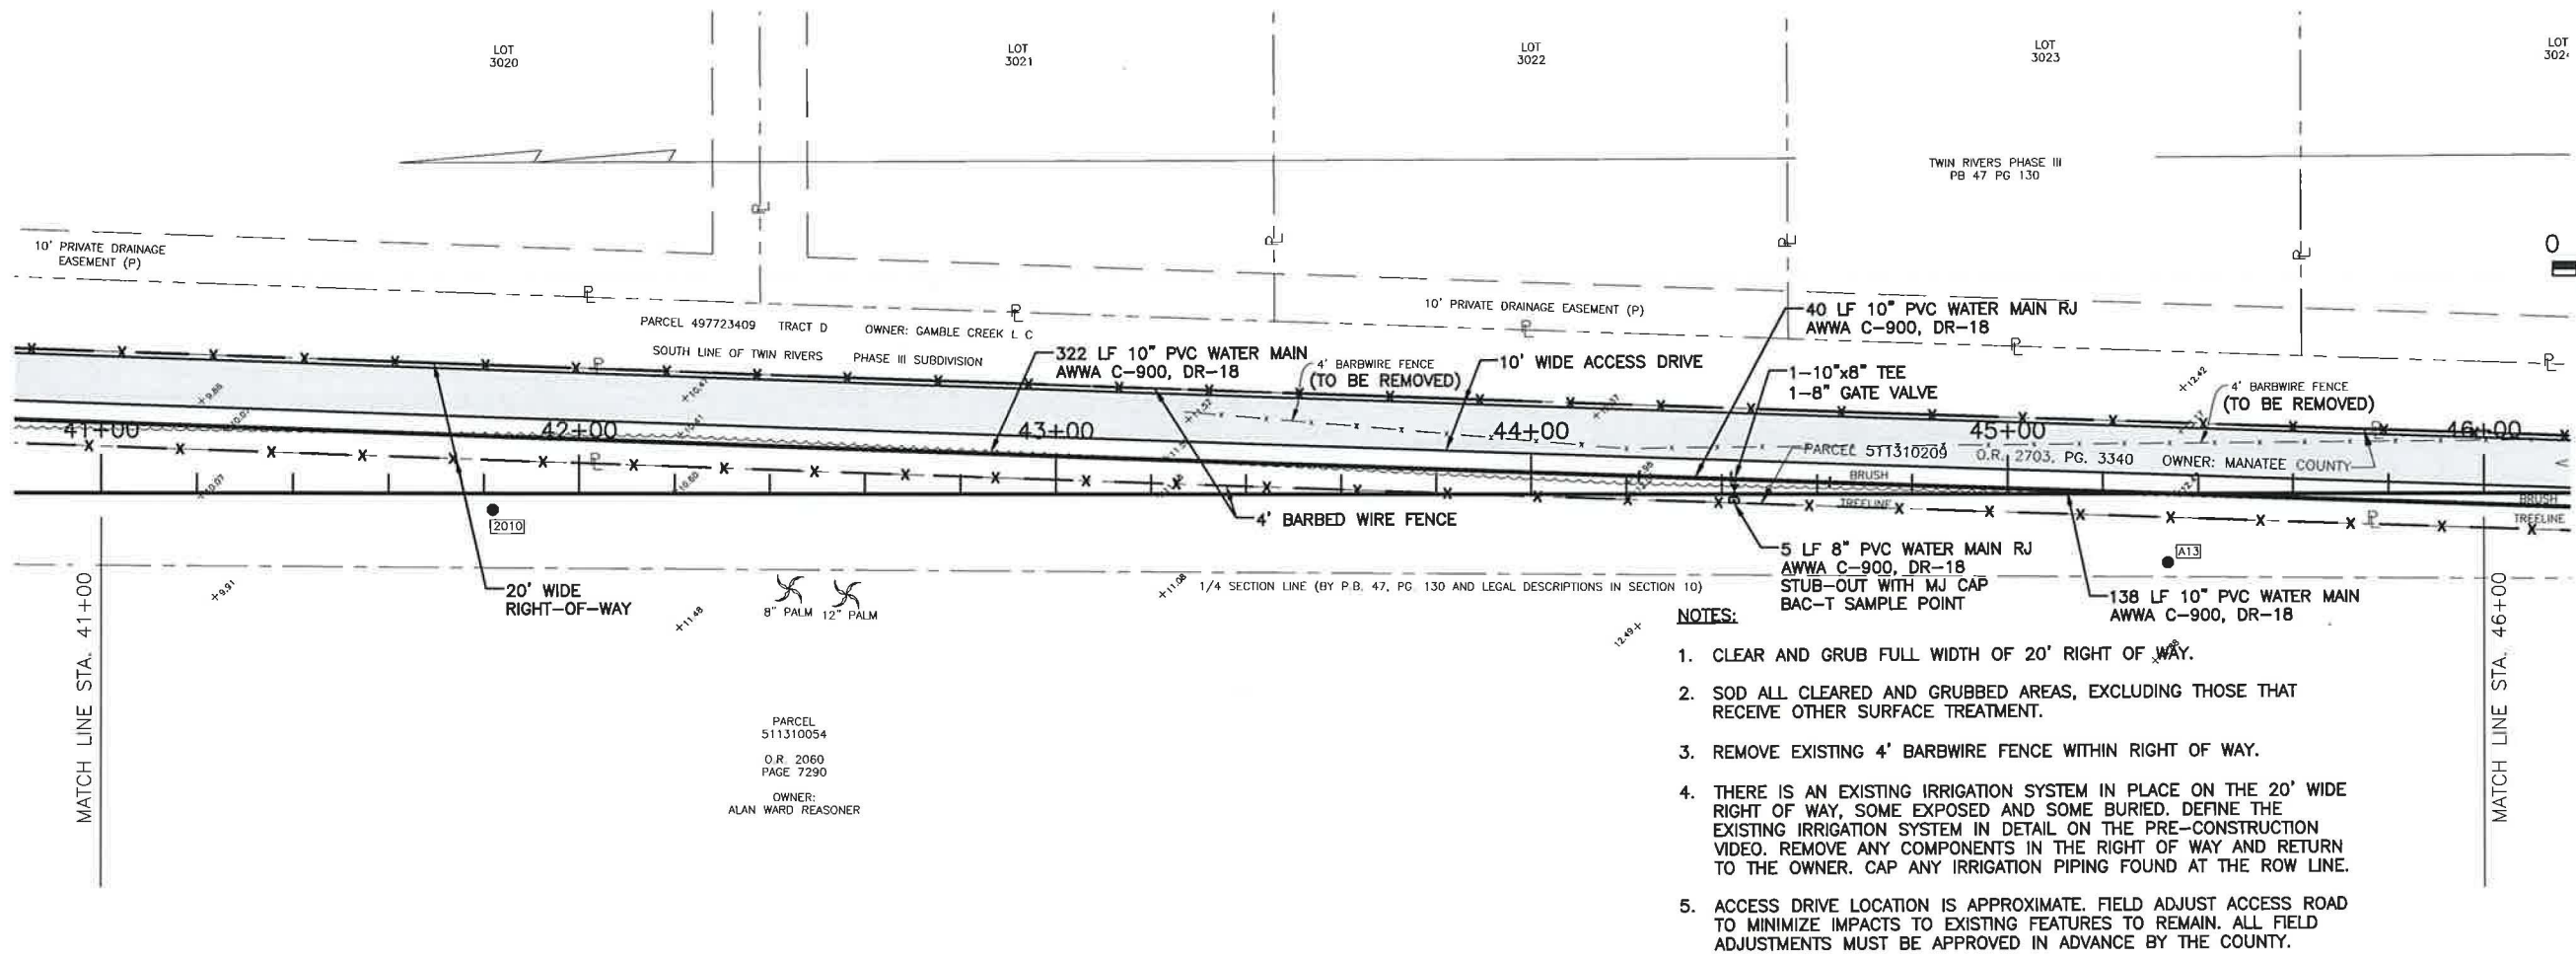 LOT
3020
LOT
3021
LOT
3022
LOT
3023
LOT
TWIN RIVERS PHASE III
PB 47 PG 130
10' PRIVATE DRAINAGE
EASEMENT (P)
0
10' PRIVATE DRAINAGE EASEMENT (P)
PARCEL 497723409 TRACT D OWNER: GAMBLE CREEK L C
SOUTH LINE OF TWIN RIVERS PHASE III SUBDIVISION
322 LF 10" PVC WATER MAIN
AWWA C-900, DR-18
4' BARBWIRE FENCE
(TO BE REMOVED)
10' WIDE ACCESS DRIVE
40 LF 10" PVC WATER MAIN RJ
AWWA C-900, DR-18
1-10"x8" TEE
1-8" GATE VALVE
+12.42
4' BARBWIRE FENCE
(TO BE REMOVED)
41+00
42+00
43+00
44+00
45+00
46+00
PARCEL 511310209 O.R. 2703, PG. 3340 OWNER: MANATEE COUNTY
BRUSH
TREELINE
BRUSH
TREELINE
2010
4' BARBED WIRE FENCE
A13
20' WIDE
RIGHT-OF-WAY
+9.91
+11.48
8" PALM 12" PALM
+11.08
1/4 SECTION LINE (BY P.B. 47, PG 130 AND LEGAL DESCRIPTIONS IN SECTION 10)
12.49+
5 LF 8" PVC WATER MAIN RJ
AWWA C-900, DR-18
STUB-OUT WITH MJ CAP
BAC-T SAMPLE POINT
138 LF 10" PVC WATER MAIN
AWWA C-900, DR-18
MATCH LINE STA. 41+00
MATCH LINE STA. 46+00
PARCEL
511310054
O.R. 2060
PAGE 7290
OWNER:
ALAN WARD REASONER
NOTES:
1. CLEAR AND GRUB FULL WIDTH OF 20' RIGHT OF WAY.
2. SOD ALL CLEARED AND GRUBBED AREAS, EXCLUDING THOSE THAT
RECEIVE OTHER SURFACE TREATMENT.
3. REMOVE EXISTING 4' BARBWIRE FENCE WITHIN RIGHT OF WAY.
4. THERE IS AN EXISTING IRRIGATION SYSTEM IN PLACE ON THE 20' WIDE
RIGHT OF WAY, SOME EXPOSED AND SOME BURIED. DEFINE THE
EXISTING IRRIGATION SYSTEM IN DETAIL ON THE PRE-CONSTRUCTION
VIDEO. REMOVE ANY COMPONENTS IN THE RIGHT OF WAY AND RETURN
TO THE OWNER. CAP ANY IRRIGATION PIPING FOUND AT THE ROW LINE.
5. ACCESS DRIVE LOCATION IS APPROXIMATE. FIELD ADJUST ACCESS ROAD
TO MINIMIZE IMPACTS TO EXISTING FEATURES TO REMAIN. ALL FIELD
ADJUSTMENTS MUST BE APPROVED IN ADVANCE BY THE COUNTY.